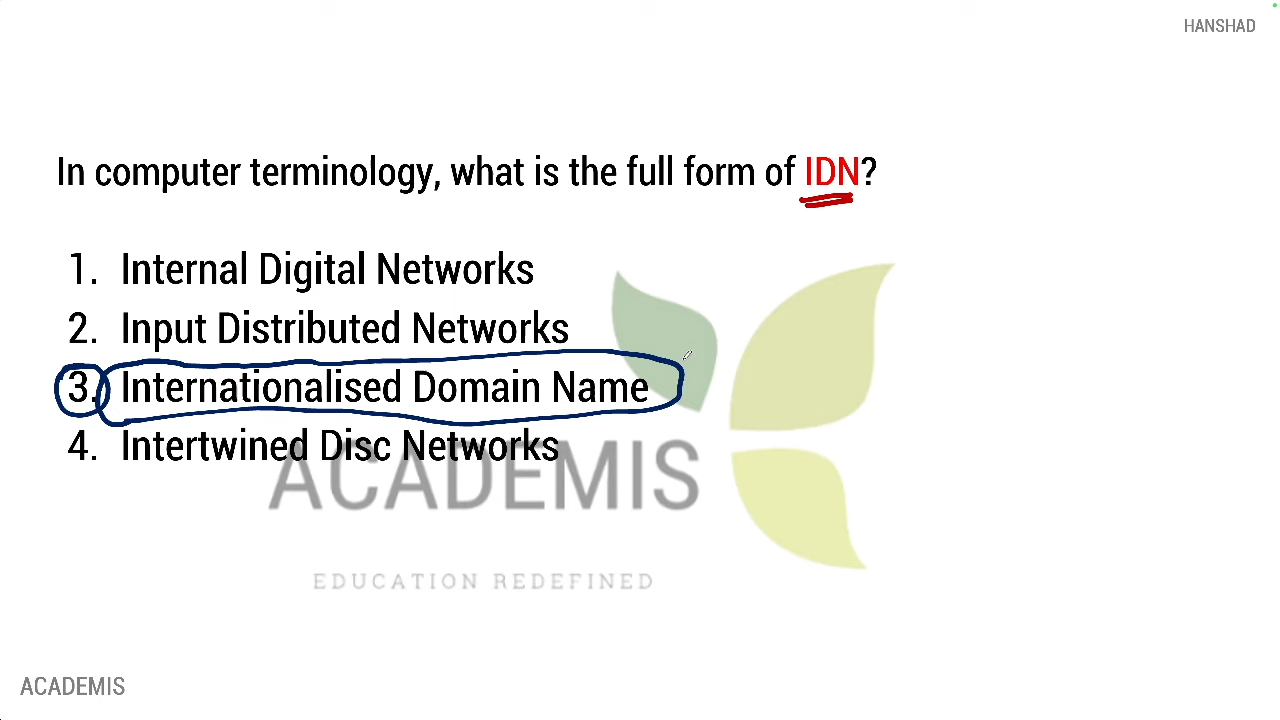 HANSHAD
In computer terminology, what is the full form of IDN?
1. Internal Digital Networks
2. Input Distributed Networks
3. Internationalised Domain Name
4. Intertwined Disc Networks
ACADEMIS
EDUCATION REDEFINED
ACADEMIS